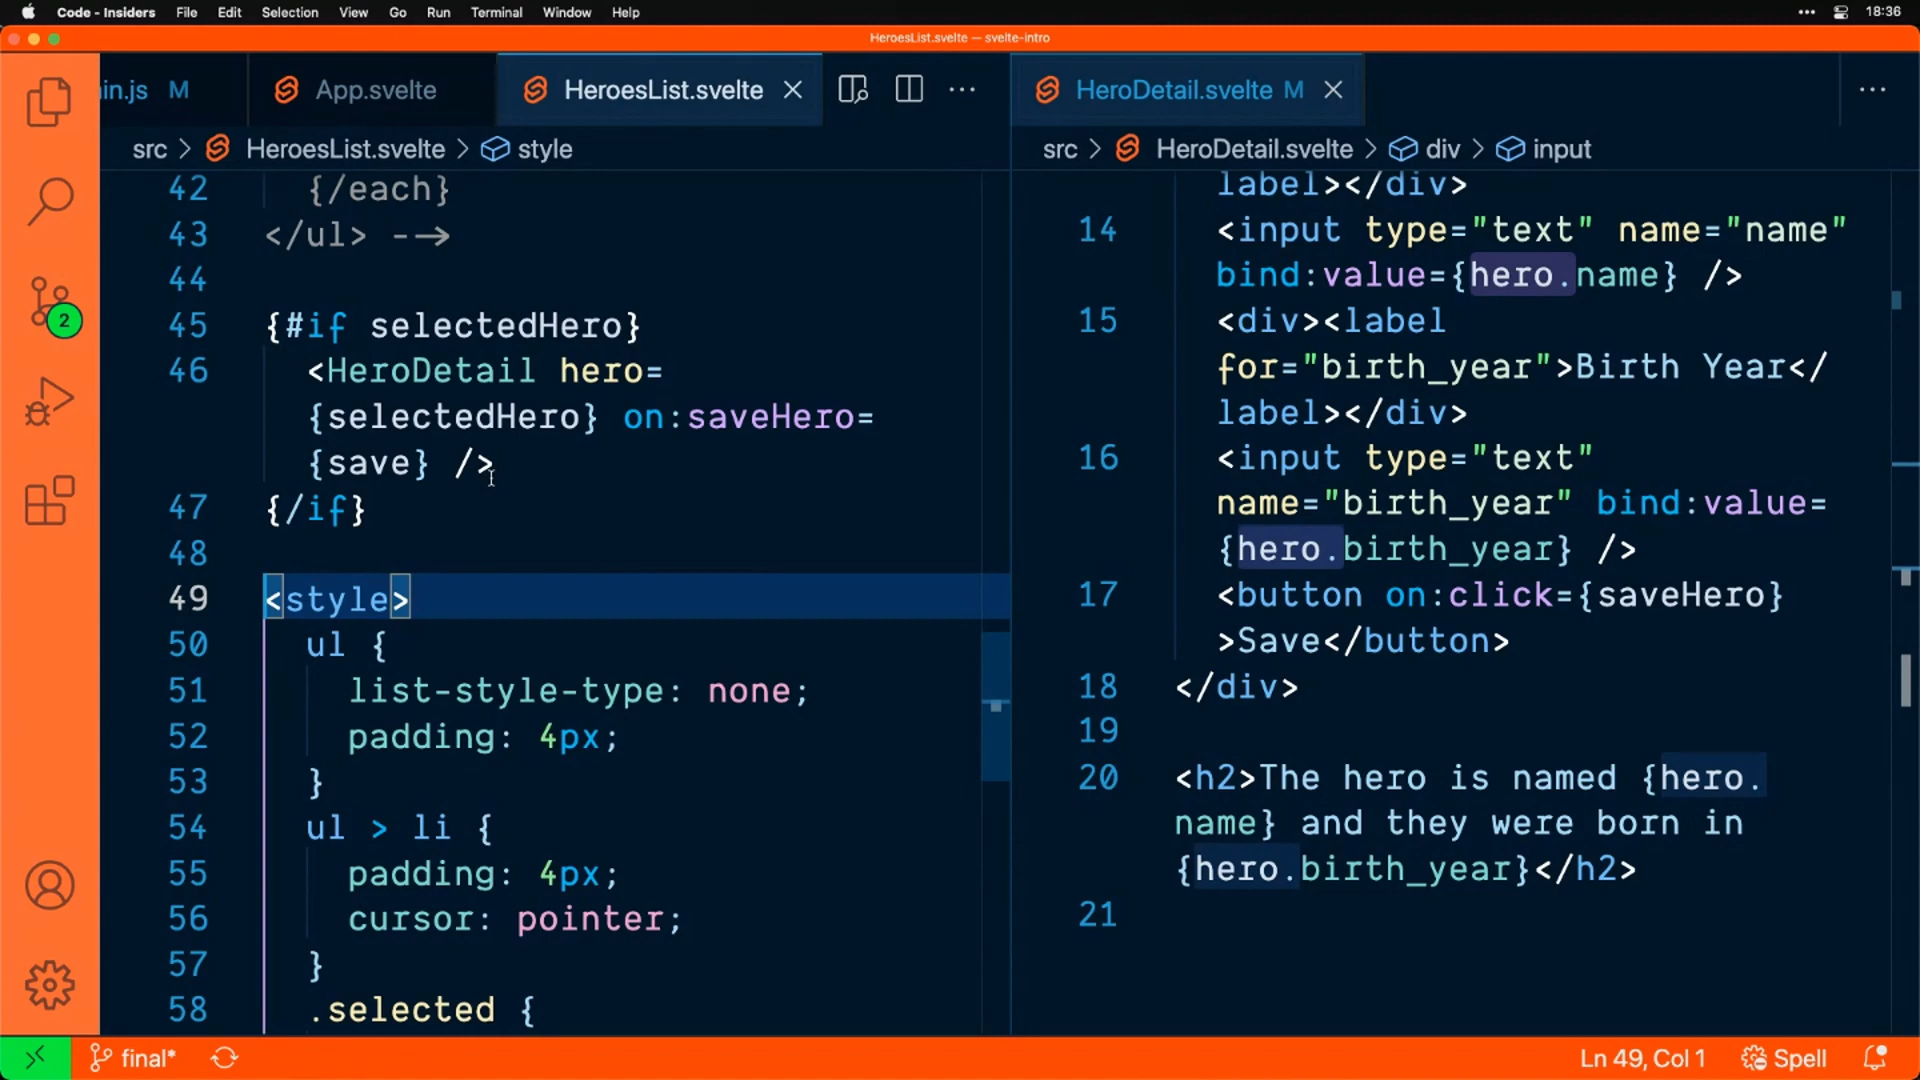 Code - Insiders File Edit Selection View Go Run Terminal Window Help ••• 18:36
HeroesList.svelte — svelte-intro
in.js M App.svelte HeroesList.svelte
src > HeroesList.svelte > style
42 {/each}
43 </ul> -->
44
45 {#if selectedHero}
46 <HeroDetail hero=
{selectedHero} on:saveHero=
{save} />
47 {/if}
48
49 <style>
50 ul {
51 list-style-type: none;
52 padding: 4px;
53 }
54 ul > li {
55 padding: 4px;
56 cursor: pointer;
57 }
58 .selected {
HeroDetail.svelte M
src > HeroDetail.svelte > div > input
label></div>
14 <input type="text" name="name"
bind:value={hero.name} />
15 <div><label
for="birth_year">Birth Year</
label></div>
16 <input type="text"
name="birth_year" bind:value=
{hero.birth_year} />
17 <button on:click={saveHero}
>Save</button>
18 </div>
19
20 <h2>The hero is named {hero.
name} and they were born in
{hero.birth_year}</h2>
21
2
final* Ln 49, Col 1 Spell